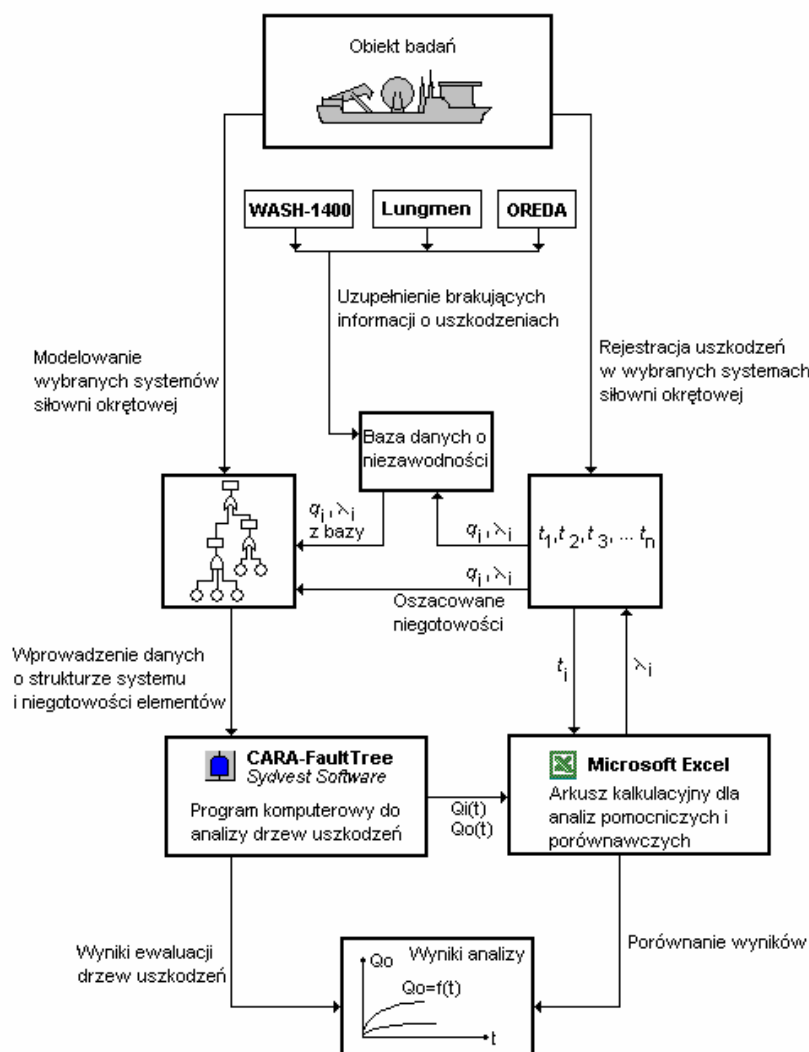 Obiekt badań
WASH-1400
Lungmen
OREDA
Uzupełnienie brakujących
informacji o uszkodzeniach
Modelowanie
wybranych systemów
siłowni okrętowej
Rejestracja uszkodzeń
w wybranych systemach
siłowni okrętowej
Baza danych o
niezawodności
qi , λi
z bazy
qi , λi
t1, t2, t3, ... tn
qi , λi
Oszacowane
niegotowości
Wprowadzenie danych
o strukturze systemu
i niegotowości elementów
ti
λi
CARA-FaultTree
Sydvest Software
Program komputerowy do
analizy drzew uszkodzeń
Qi(t)
Qo(t)
Microsoft Excel
Arkusz kalkulacyjny dla
analiz pomocniczych i
porównawczych
Wyniki ewaluacji
drzew uszkodzeń
Porównanie wyników
Wyniki analizy
Qo
Qo=f(t)
t